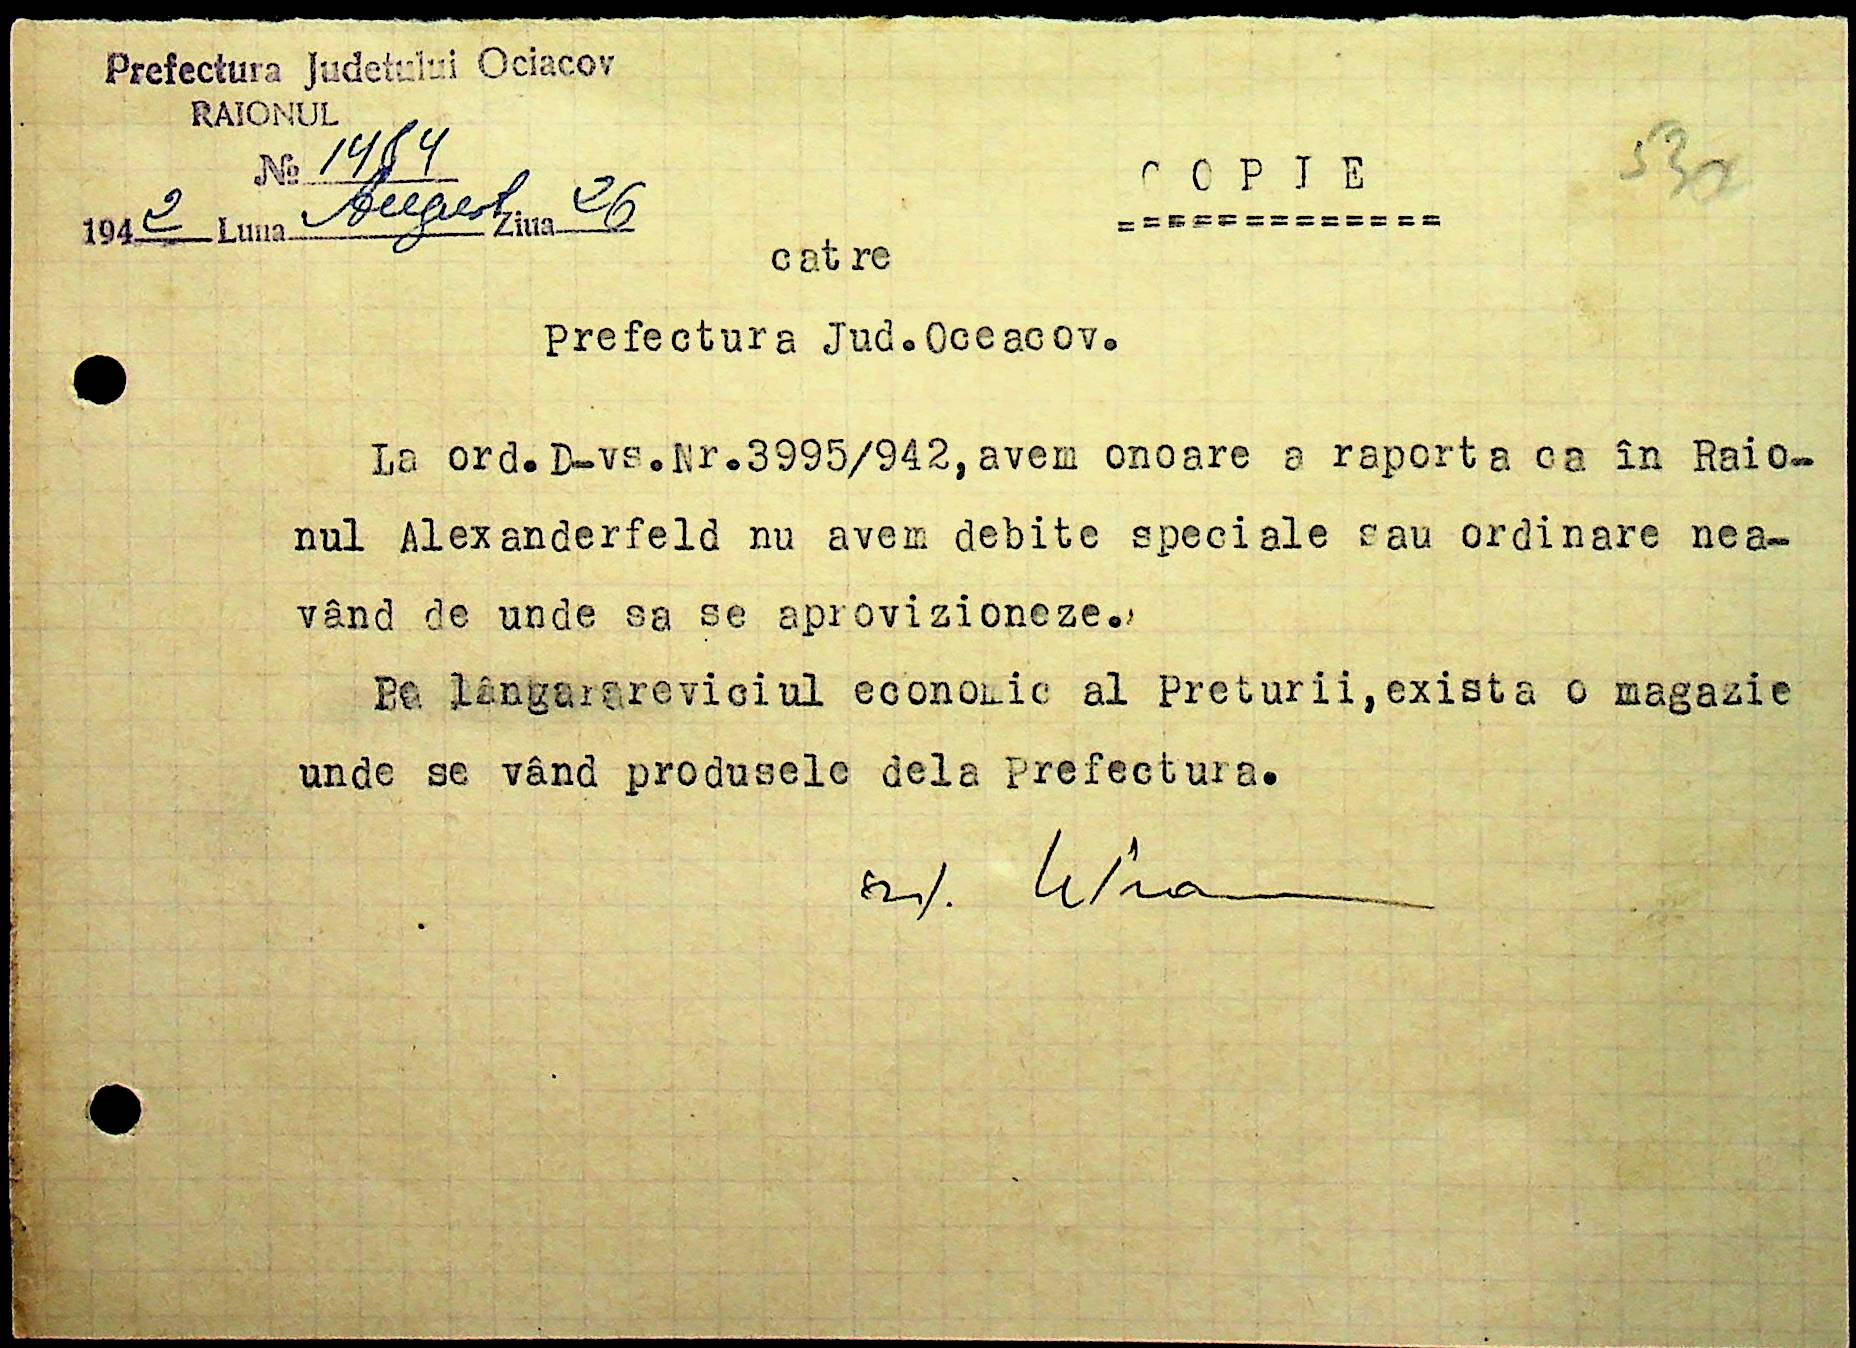 Prefectura Judetului Ociacov
RAIONUL
№ 1484
1942 Luna August Ziua 26
COPIE
=============
catre
Prefectura Jud.Oceacov.
La ord.D-vs.Nr.3995/942,avem onoare a raporta ca în Raio-
nul Alexanderfeld nu avem debite speciale sau ordinare nea-
vând de unde sa se aprovizioneze.
Pe lânga economic al Preturii,exista o magazie
unde se vând produsele dela Prefectura.